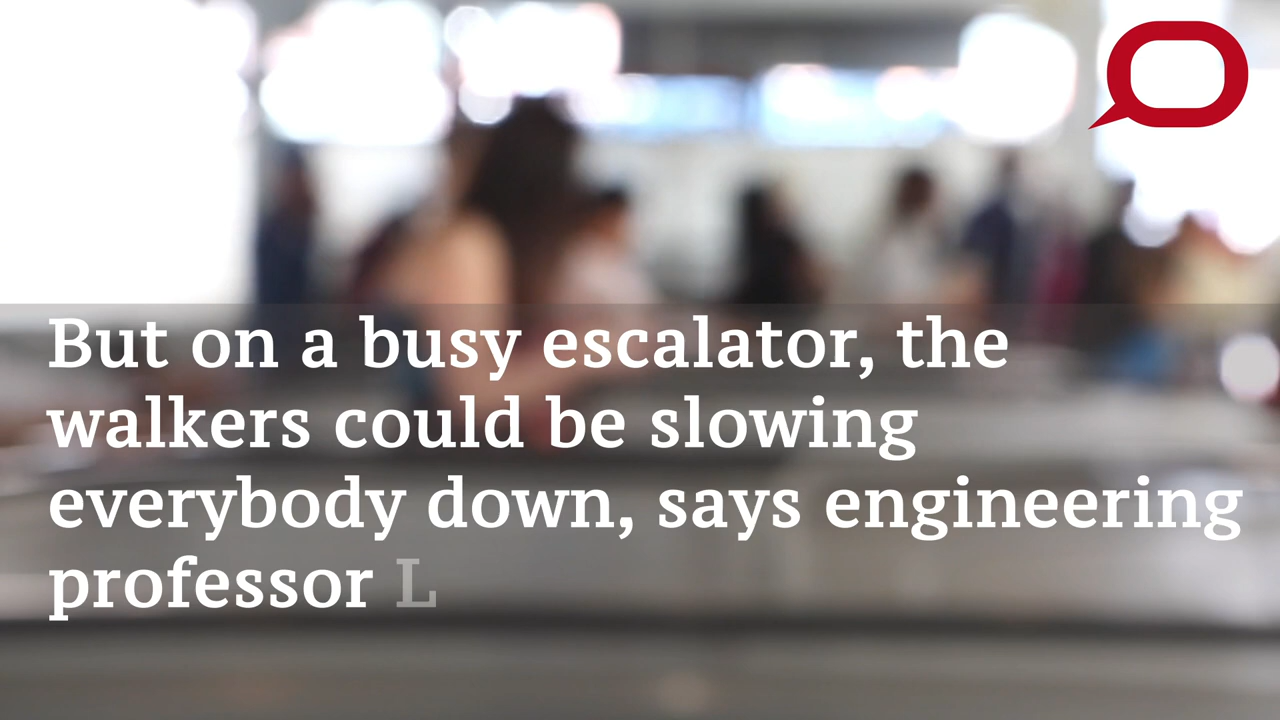 But on a busy escalator, the
walkers could be slowing
everybody down, says engineering
professor L